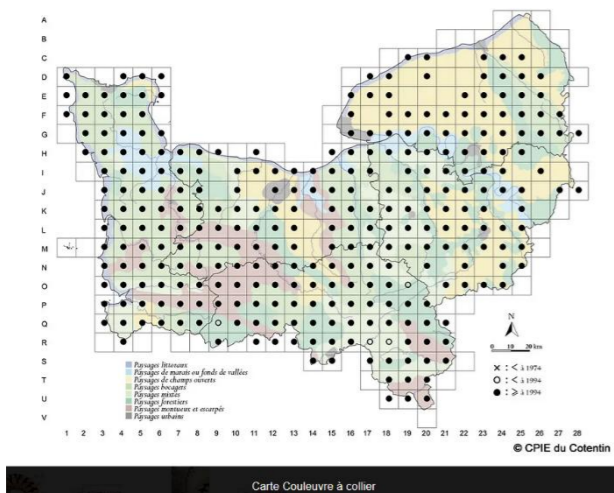 A
B
C
D
E
F
G
H
I
J
K
L
M
N
O
P
Q
R
S
T
U
V
Paysages littoraux
Paysages de marais ou fonds de vallées
Paysages de champs ouverts
Paysages bocagers
Paysages mixtes
Paysages forestiers
Paysages montueux et escarpés
Paysages urbains
N
0 10 20 km
× : < à 1974
○ : < à 1994
● : ⩾ à 1994
1 2 3 4 5 6 7 8 9 10 11 12 13 14 15 16 17 18 19 20 21 22 23 24 25 26 27 28
© CPIE du Cotentin
Carte Couleuvre à collier